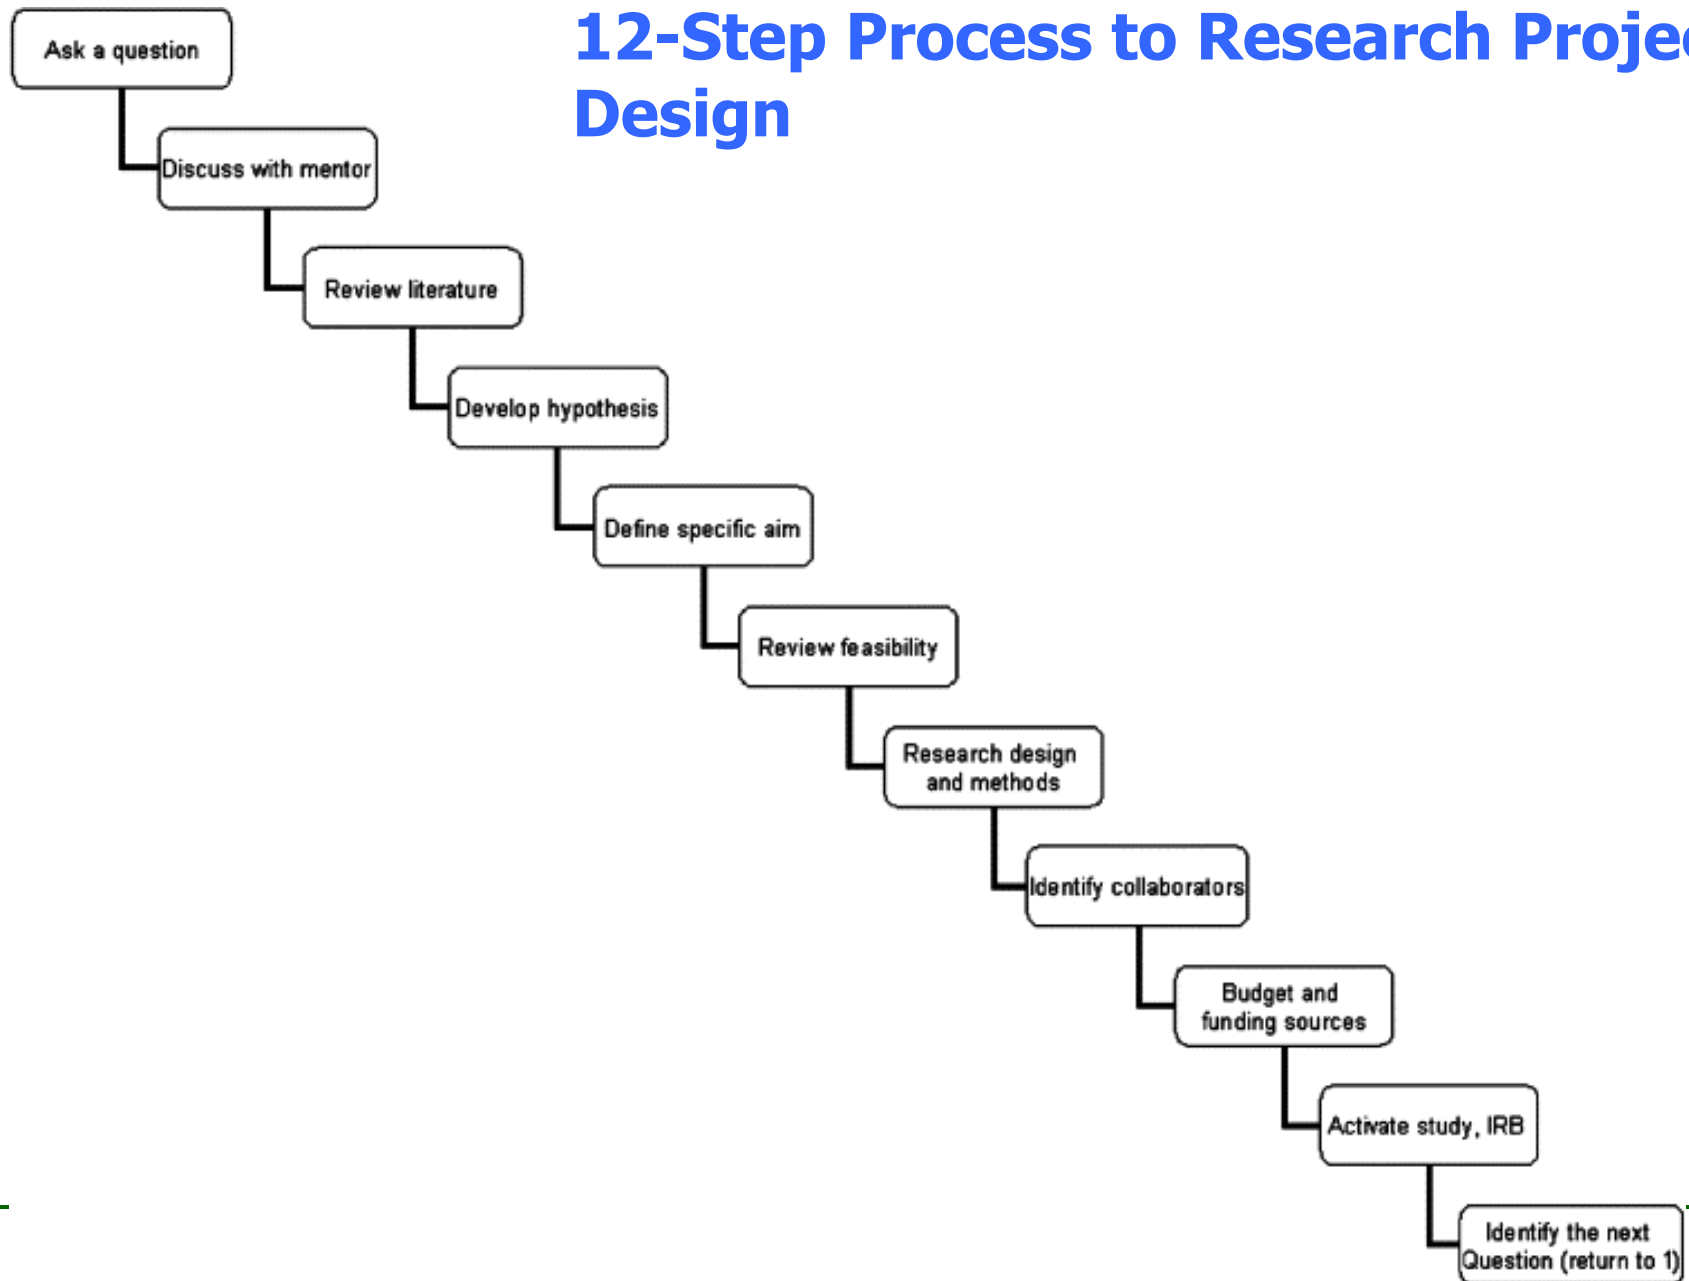 12-Step Process to Research Projec
Design
Ask a question
Discuss with mentor
Review literature
Develop hypothesis
Define specific aim
Review feasibility
Research design
and methods
Identify collaborators
Budget and
funding sources
Activate study, IRB
Identify the next
Question (return to 1)